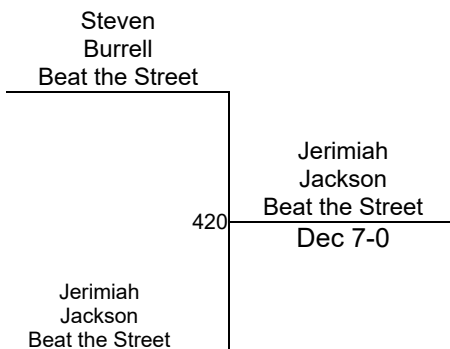 Steven
Burrell
Beat the Street
Jerimiah
Jackson
Beat the Street
420
Dec 7-0
Jerimiah
Jackson
Beat the Street